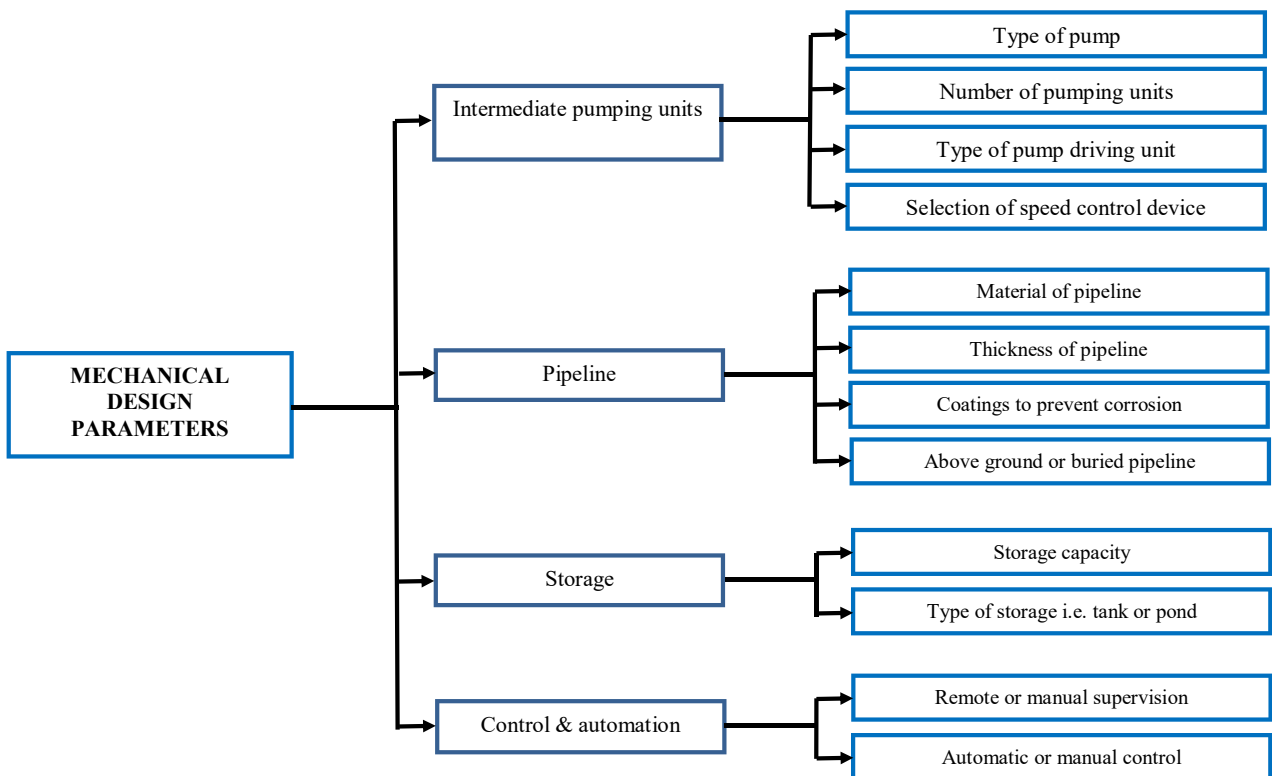 Type of pump
Number of pumping units
Intermediate pumping units
Type of pump driving unit
Selection of speed control device
Material of pipeline
Thickness of pipeline
MECHANICAL
DESIGN
PARAMETERS
Pipeline
Coatings to prevent corrosion
Above ground or buried pipeline
Storage capacity
Storage
Type of storage i.e. tank or pond
Remote or manual supervision
Control & automation
Automatic or manual control